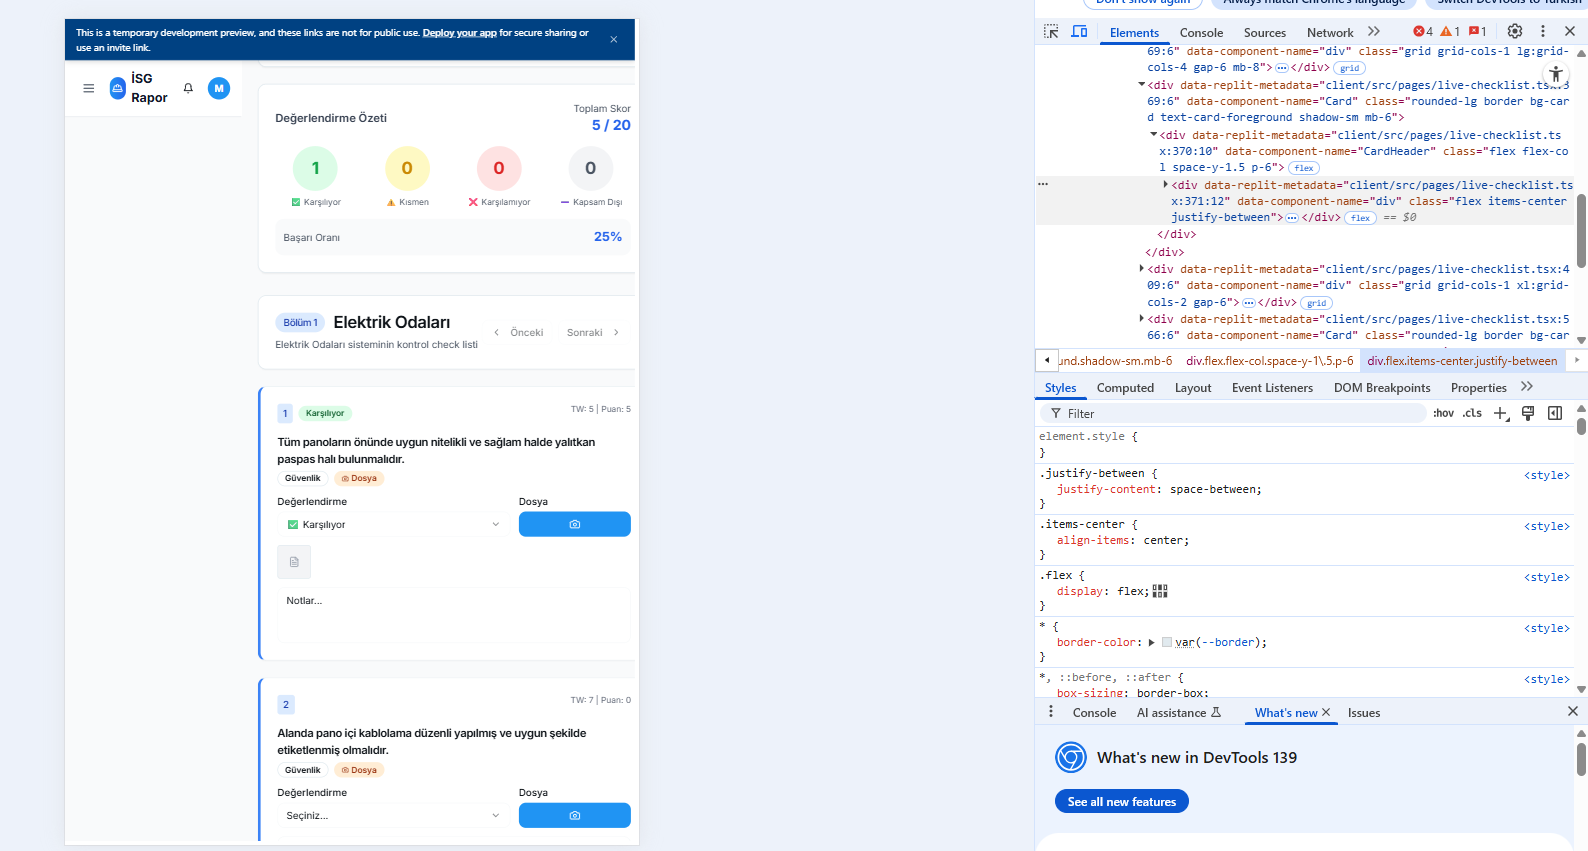 This is a temporary development preview, and these links are not for public use. Deploy your app for secure sharing or
use an invite link.
İSG
Rapor
M
Değerlendirme Özeti
Toplam Skor
5 / 20
1
0
0
0
Karşılıyor
Kısmen
Karşılamıyor
Kapsam Dışı
Başarı Oranı
25%
Bölüm 1
Elektrik Odaları
Önceki
Sonraki
Elektrik Odaları sisteminin kontrol check listi
1
Karşılıyor
TW: 5 | Puan: 5
Tüm panoların önünde uygun nitelikli ve sağlam halde yalıtkan
paspas halı bulunmalıdır.
Güvenlik
Dosya
Değerlendirme
Dosya
Karşılıyor
Notlar...
2
TW: 7 | Puan: 0
Alanda pano içi kablolama düzenli yapılmış ve uygun şekilde
etiketlenmiş olmalıdır.
Güvenlik
Dosya
Değerlendirme
Dosya
Seçiniz...
Don't show again
Always match Chrome's language
Switch DevTools to Turkish
Elements
Console
Sources
Network
4
1
1
69:6" data-component-name="div" class="grid grid-cols-1 lg:grid-
cols-4 gap-6 mb-8"> </div> grid
<div data-replit-metadata="client/src/pages/live-checklist.tsx:3
69:6" data-component-name="Card" class="rounded-lg border bg-car
d text-card-foreground shadow-sm mb-6">
<div data-replit-metadata="client/src/pages/live-checklist.ts
x:370:10" data-component-name="CardHeader" class="flex flex-co
l space-y-1.5 p-6"> flex
<div data-replit-metadata="client/src/pages/live-checklist.ts
x:371:12" data-component-name="div" class="flex items-center
justify-between"> </div> flex == $0
</div>
</div>
<div data-replit-metadata="client/src/pages/live-checklist.tsx:4
09:6" data-component-name="div" class="grid grid-cols-1 xl:grid-
cols-2 gap-6"> </div> grid
<div data-replit-metadata="client/src/pages/live-checklist.tsx:5
66:6" data-component-name="Card" class="rounded-lg border bg-car
und.shadow-sm.mb-6
div.flex.flex-col.space-y-1\.5.p-6
div.flex.items-center.justify-between
Styles
Computed
Layout
Event Listeners
DOM Breakpoints
Properties
Filter
:hov
.cls
element.style {
}
.justify-between {
<style>
justify-content: space-between;
}
.items-center {
<style>
align-items: center;
}
.flex {
<style>
display: flex;
}
* {
<style>
border-color: var(--border);
}
*, ::before, ::after {
<style>
box-sizing: border-box;
Console
AI assistance
What's new
Issues
What's new in DevTools 139
See all new features